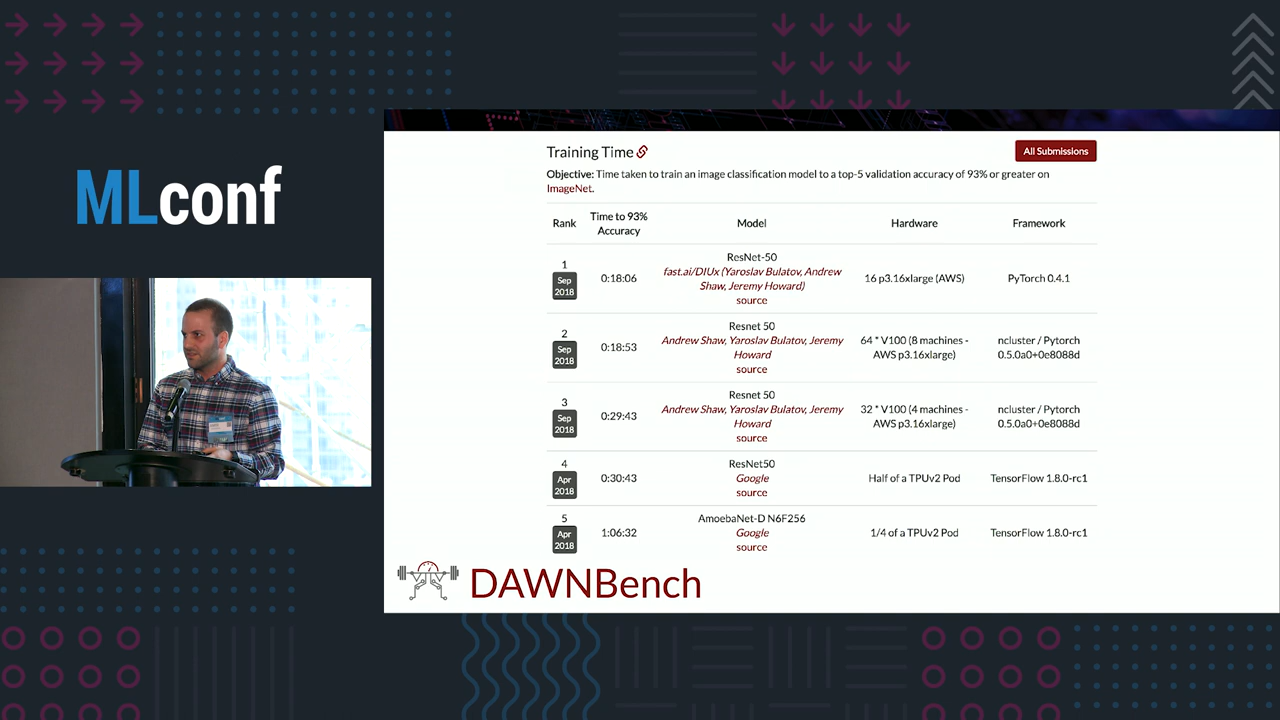 MLconf
Training Time
All Submissions
Objective: Time taken to train an image classification model to a top-5 validation accuracy of 93% or greater on
ImageNet.
Rank
Time to 93%
Accuracy
Model
Hardware
Framework
1
Sep
2018
0:18:06
ResNet-50
fast.ai/DIUx (Yaroslav Bulatov, Andrew
Shaw, Jeremy Howard)
source
16 p3.16xlarge (AWS)
PyTorch 0.4.1
2
Sep
2018
0:18:53
Resnet 50
Andrew Shaw, Yaroslav Bulatov, Jeremy
Howard
source
64 * V100 (8 machines -
AWS p3.16xlarge)
ncluster / Pytorch
0.5.0a0+0e8088d
3
Sep
2018
0:29:43
Resnet 50
Andrew Shaw, Yaroslav Bulatov, Jeremy
Howard
source
32 * V100 (4 machines -
AWS p3.16xlarge)
ncluster / Pytorch
0.5.0a0+0e8088d
4
Apr
2018
0:30:43
ResNet50
Google
source
Half of a TPUv2 Pod
TensorFlow 1.8.0-rc1
5
Apr
2018
1:06:32
AmoebaNet-D N6F256
Google
source
1/4 of a TPUv2 Pod
TensorFlow 1.8.0-rc1
DAWNBench